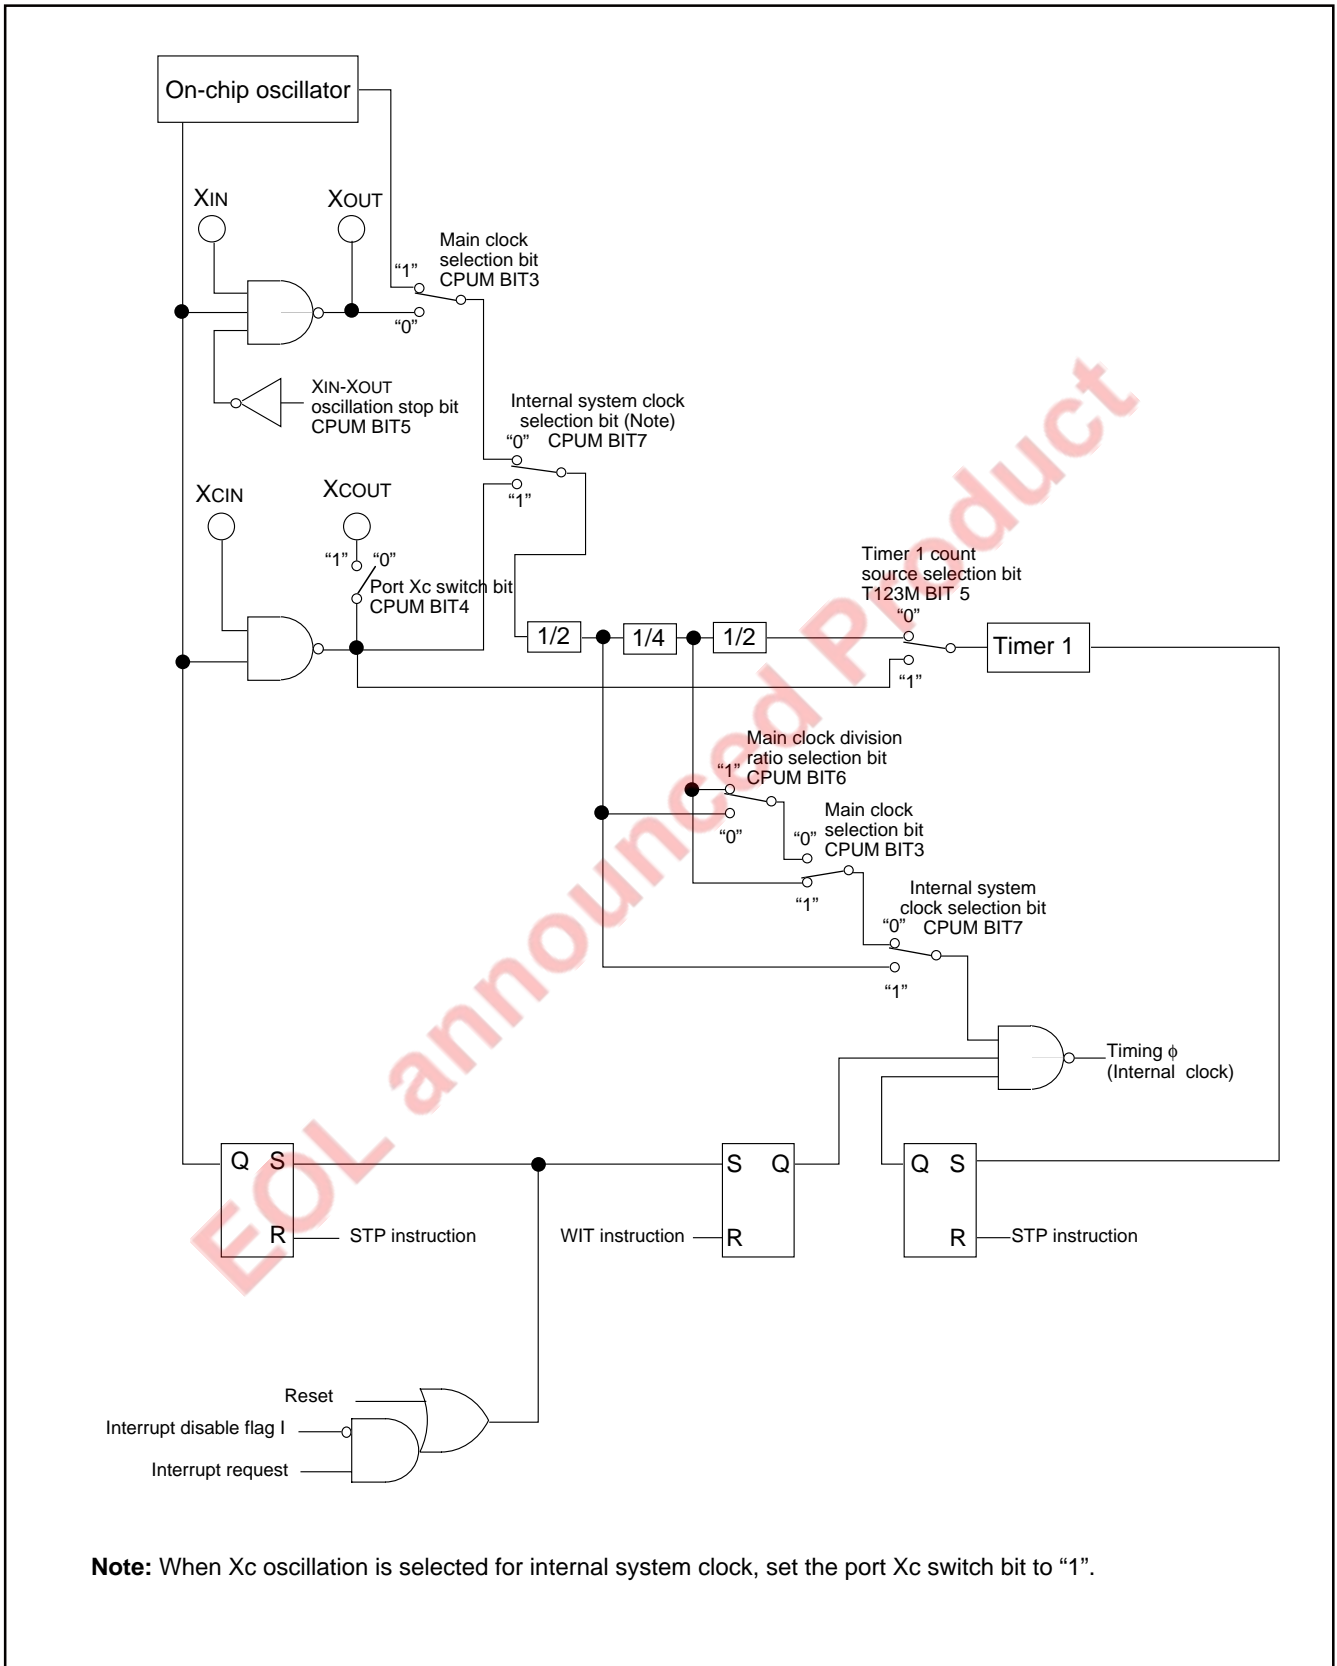 On-chip oscillator
XIN
XOUT
Main clock
selection bit
CPUM BIT3
“1”
“0”
XIN-XOUT
oscillation stop bit
CPUM BIT5
Internal system clock
selection bit (Note)
CPUM BIT7
“0”
“1”
XCIN
XCOUT
“1”
“0”
Port Xc switch bit
CPUM BIT4
Timer 1 count
source selection bit
T123M BIT 5
“0”
1/2
1/4
1/2
Timer 1
“1”
Main clock division
ratio selection bit
CPUM BIT6
“1”
“0”
Main clock
selection bit
CPUM BIT3
“0”
“1”
Internal system
clock selection bit
CPUM BIT7
“0”
“1”
Timing ϕ
(Internal clock)
Q S
R
STP instruction
S Q
WIT instruction
R
Q S
R
STP instruction
Reset
Interrupt disable flag I
Interrupt request
Note: When Xc oscillation is selected for internal system clock, set the port Xc switch bit to “1”.
EOL announced Product